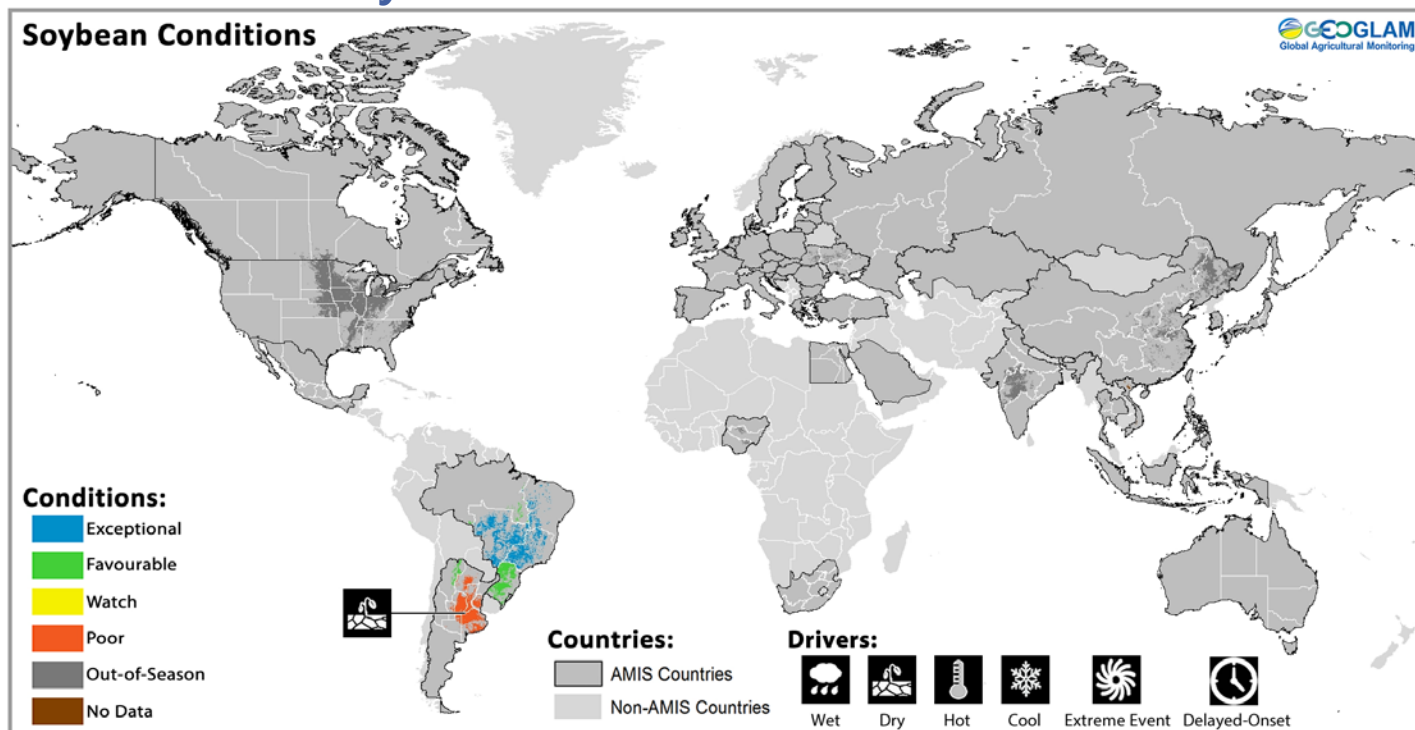 Soybean Conditions
GEOGLAM
Global Agricultural Monitoring
Conditions:
Exceptional
Favourable
Watch
Poor
Out-of-Season
No Data
Countries:
AMIS Countries
Non-AMIS Countries
Drivers:
Wet
Dry
Hot
Cool
Extreme Event
Delayed-Onset